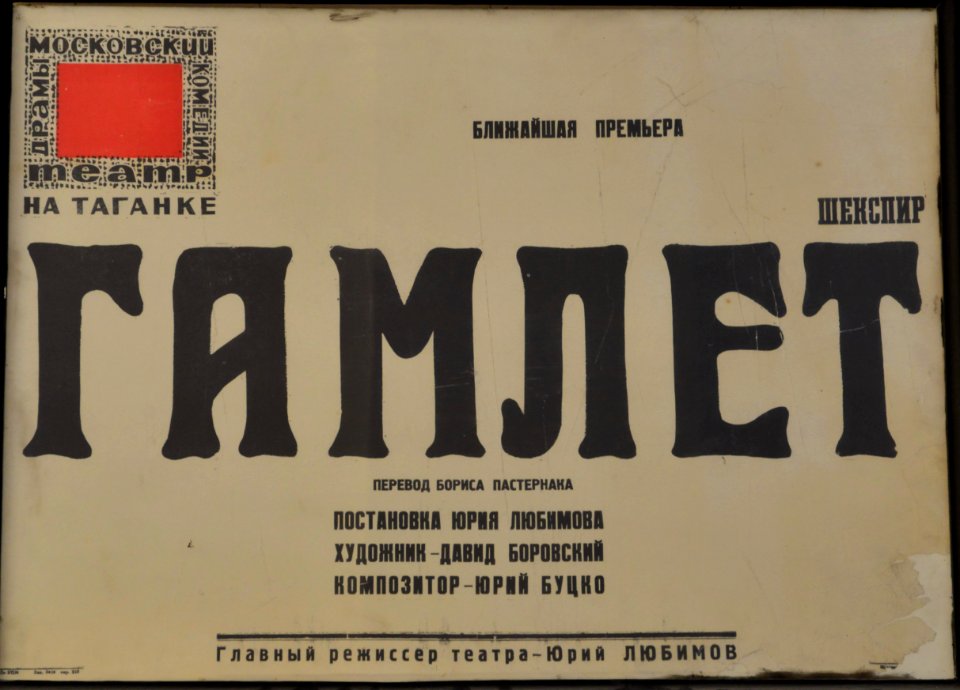 МОСКОВСКИЙ
ДРАМЫ
КОМЕДИИ
театр
НА ТАГАНКЕ
БЛИЖАЙШАЯ ПРЕМЬЕРА
ШЕКСПИР
ГАМЛЕТ
ПЕРЕВОД БОРИСА ПАСТЕРНАКА
ПОСТАНОВКА ЮРИЯ ЛЮБИМОВА
ХУДОЖНИК-ДАВИД БОРОВСКИЙ
КОМПОЗИТОР-ЮРИЙ БУЦКО
Главный режиссер театра-Юрий ЛЮБИМОВ